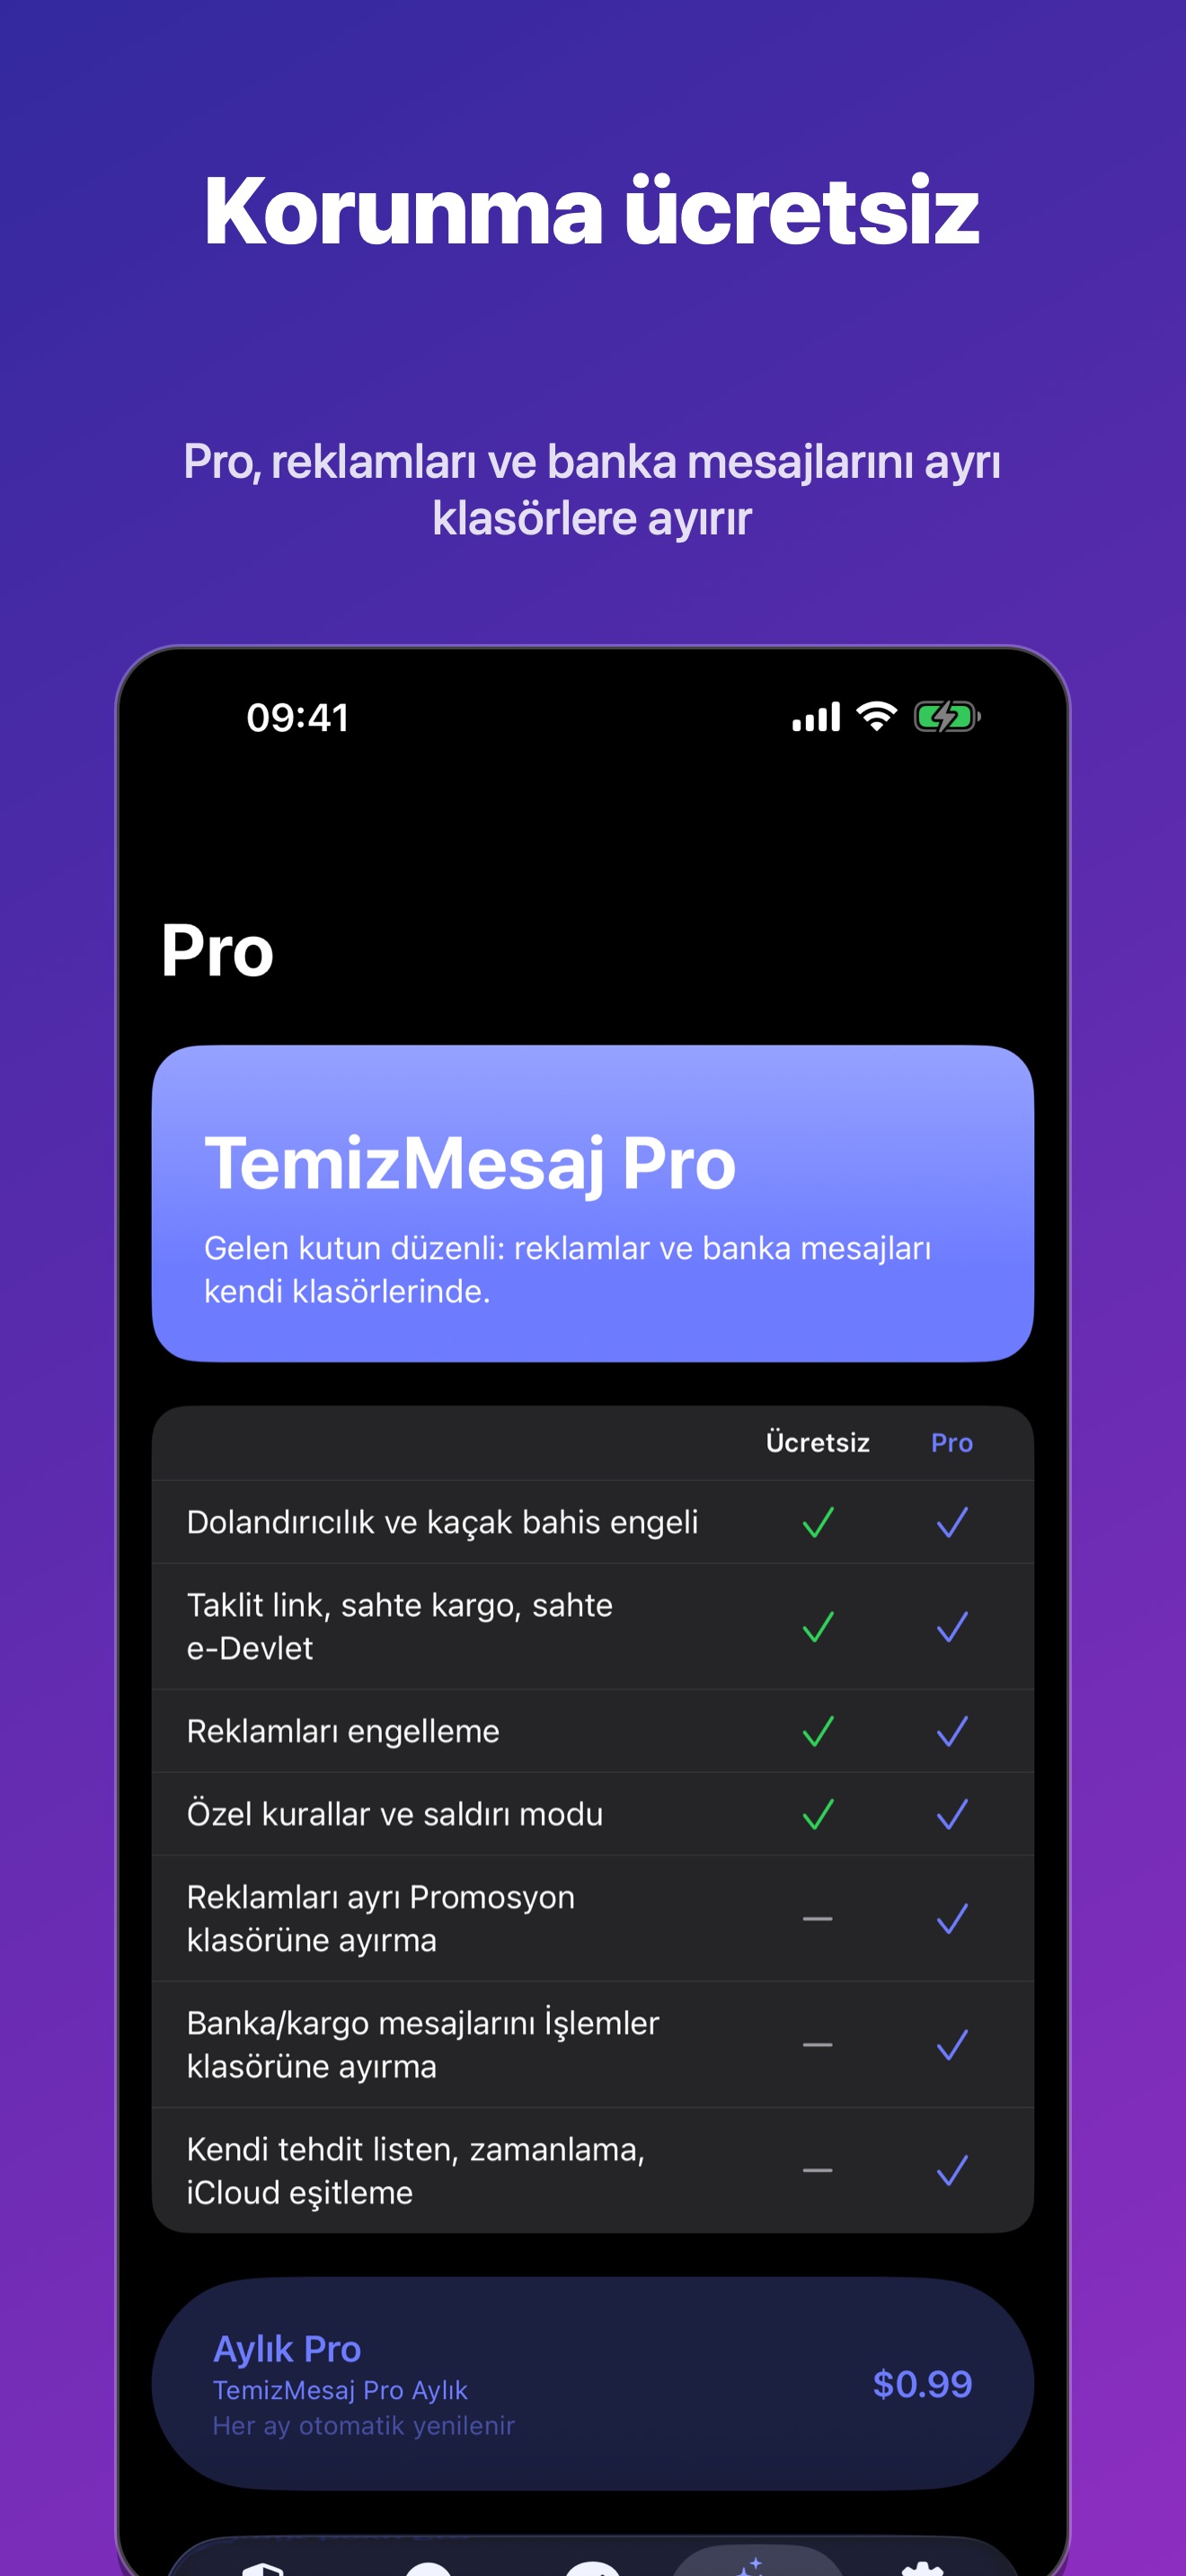 Korunma ücretsiz
Pro, reklamları ve banka mesajlarını ayrı
klasörlere ayırır
09:41
Pro
TemizMesaj Pro
Gelen kutun düzenli: reklamlar ve banka mesajları
kendi klasörlerinde.
Ücretsiz Pro
Dolandırıcılık ve kaçak bahis engeli
Taklit link, sahte kargo, sahte
e-Devlet
Reklamları engelleme
Özel kurallar ve saldırı modu
Reklamları ayrı Promosyon
klasörüne ayırma
Banka/kargo mesajlarını İşlemler
klasörüne ayırma
Kendi tehdit listen, zamanlama,
iCloud eşitleme
Aylık Pro
TemizMesaj Pro Aylık
$0.99
Her ay otomatik yenilenir